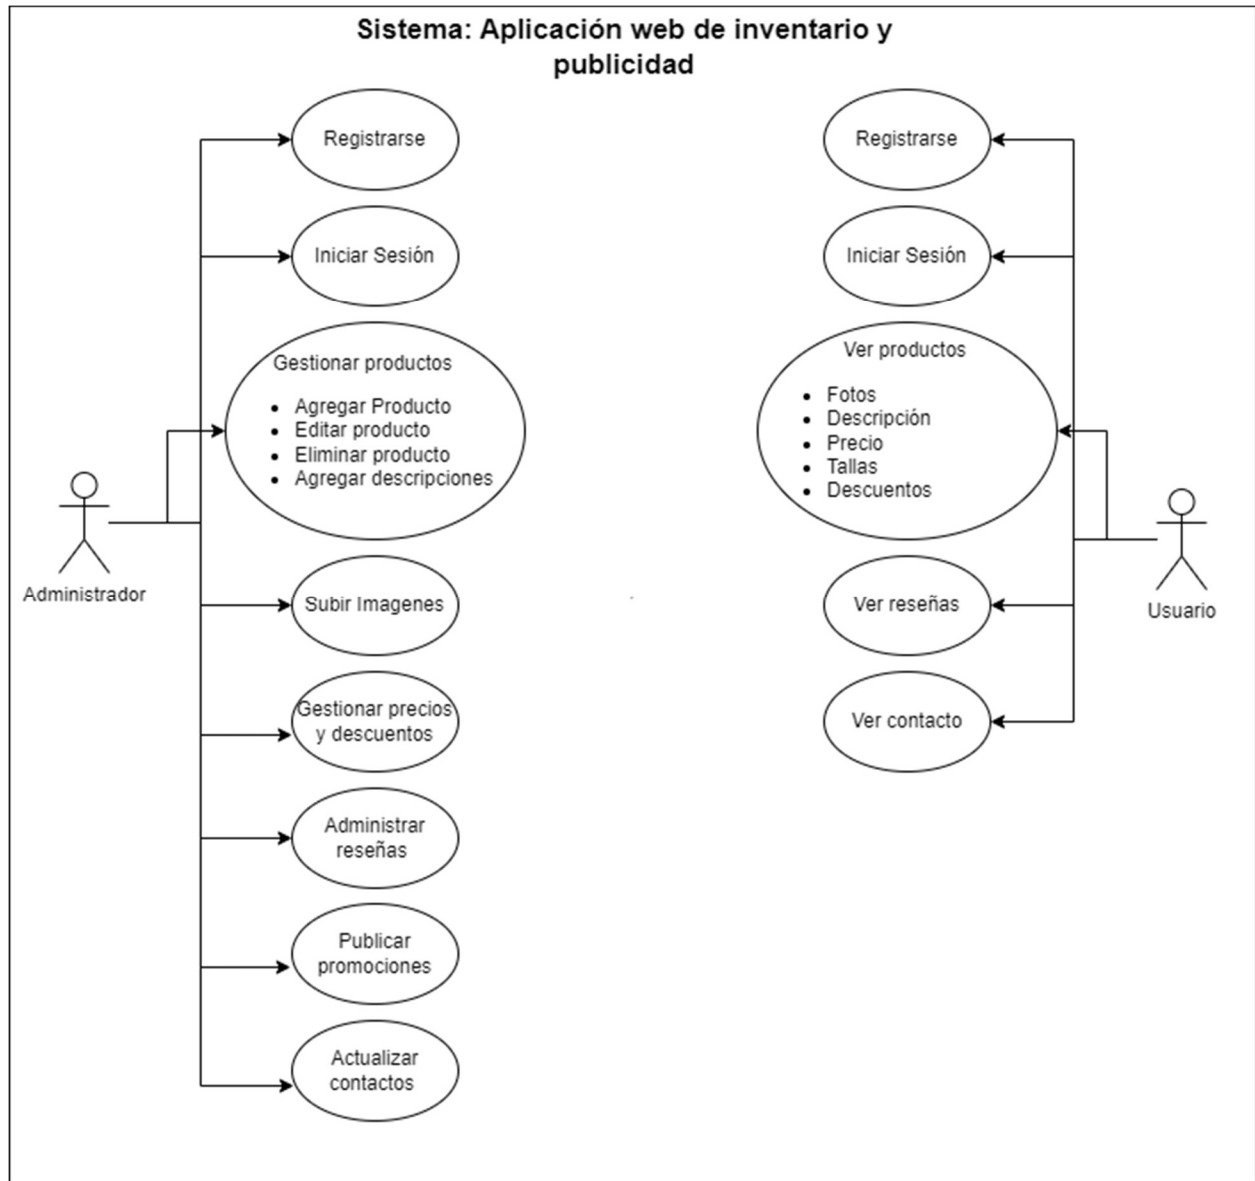 Sistema: Aplicación web de inventario y
publicidad
Registrarse
Iniciar Sesión
Gestionar productos
• Agregar Producto
• Editar producto
• Eliminar producto
• Agregar descripciones
Administrador
Subir Imagenes
Gestionar precios
y descuentos
Administrar
reseñas
Publicar
promociones
Actualizar
contactos
Registrarse
Iniciar Sesión
Ver productos
• Fotos
• Descripción
• Precio
• Tallas
• Descuentos
Usuario
Ver reseñas
Ver contacto